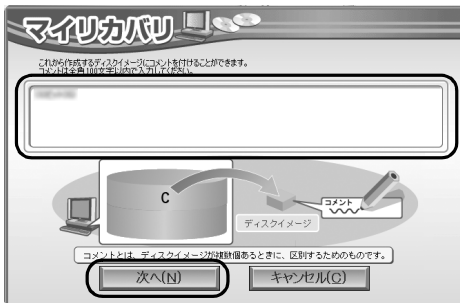 マイリカバリ
これから作成するディスクイメージにコメントを付けることができます。
コメントは全角100文字以内で入力してください。
C
コメント
ディスクイメージ
コメントとは、ディスクイメージが複数個あるときに、区別するためのものです。
次へ(N)
キャンセル(C)